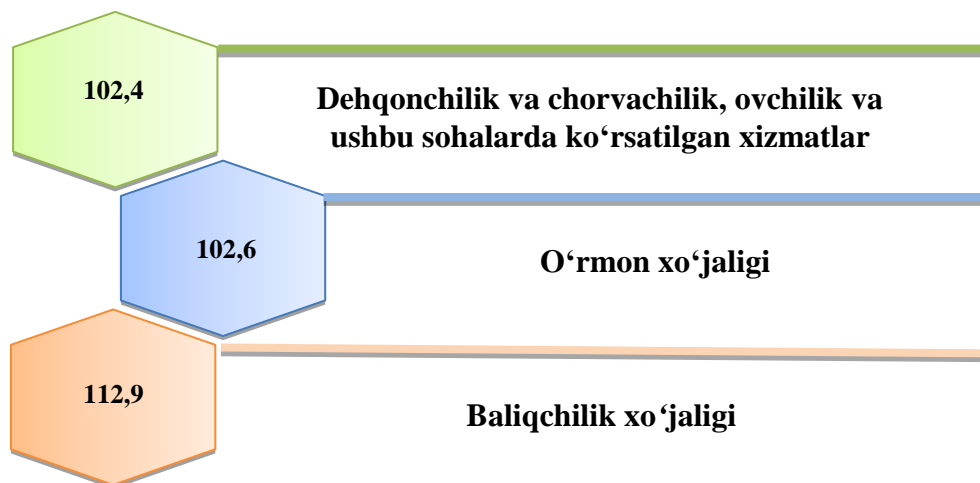 102,4
Dehqonchilik va chorvachilik, ovchilik va
ushbu sohalarda ko‘rsatilgan xizmatlar
102,6
O‘rmon xo‘jaligi
112,9
Baliqchilik xo‘jaligi